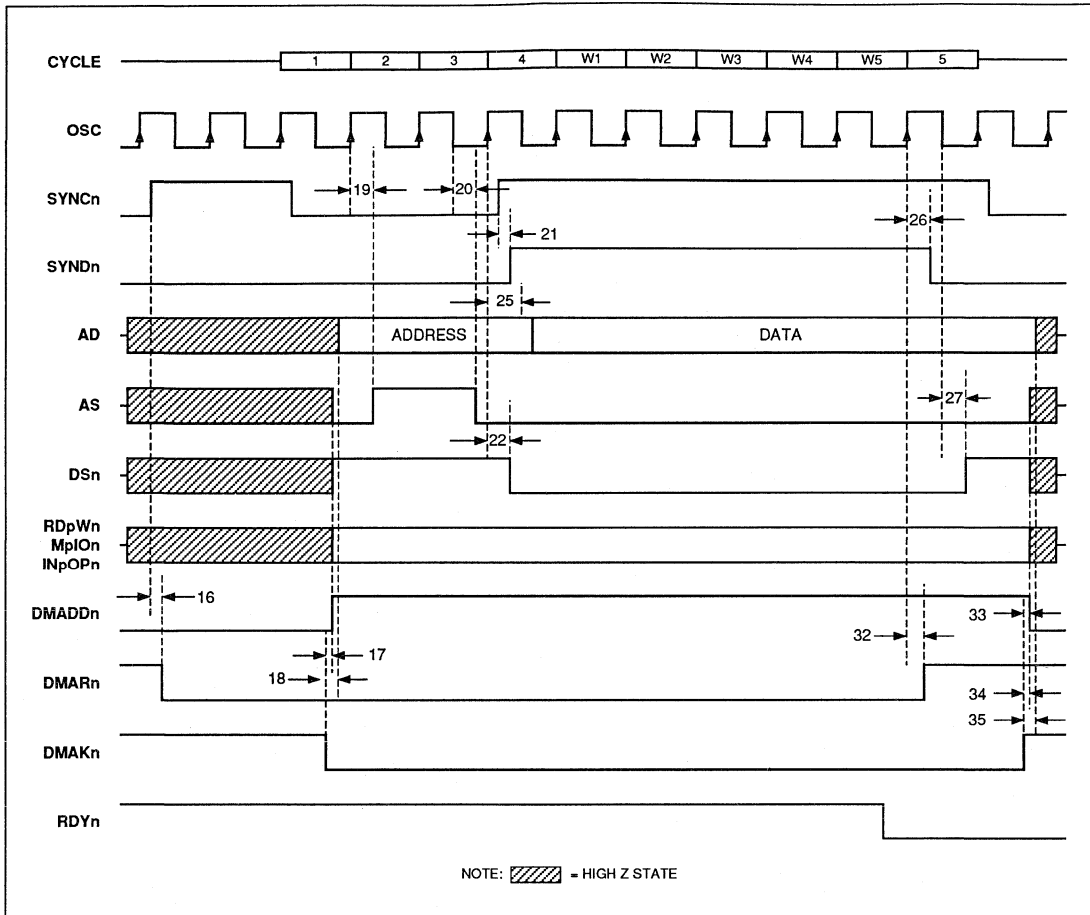 CYCLE 1 2 3 4 W1 W2 W3 W4 W5 5
OSC
SYNCn 19 20 26
21
SYNDn
25
AD ADDRESS DATA
AS 27
22
DSn
RDpWn
MpIOn
INpOPn
16
DMADDn 33
32
17
18
DMARn 34
35
DMAKn
RDYn
NOTE: = HIGH Z STATE